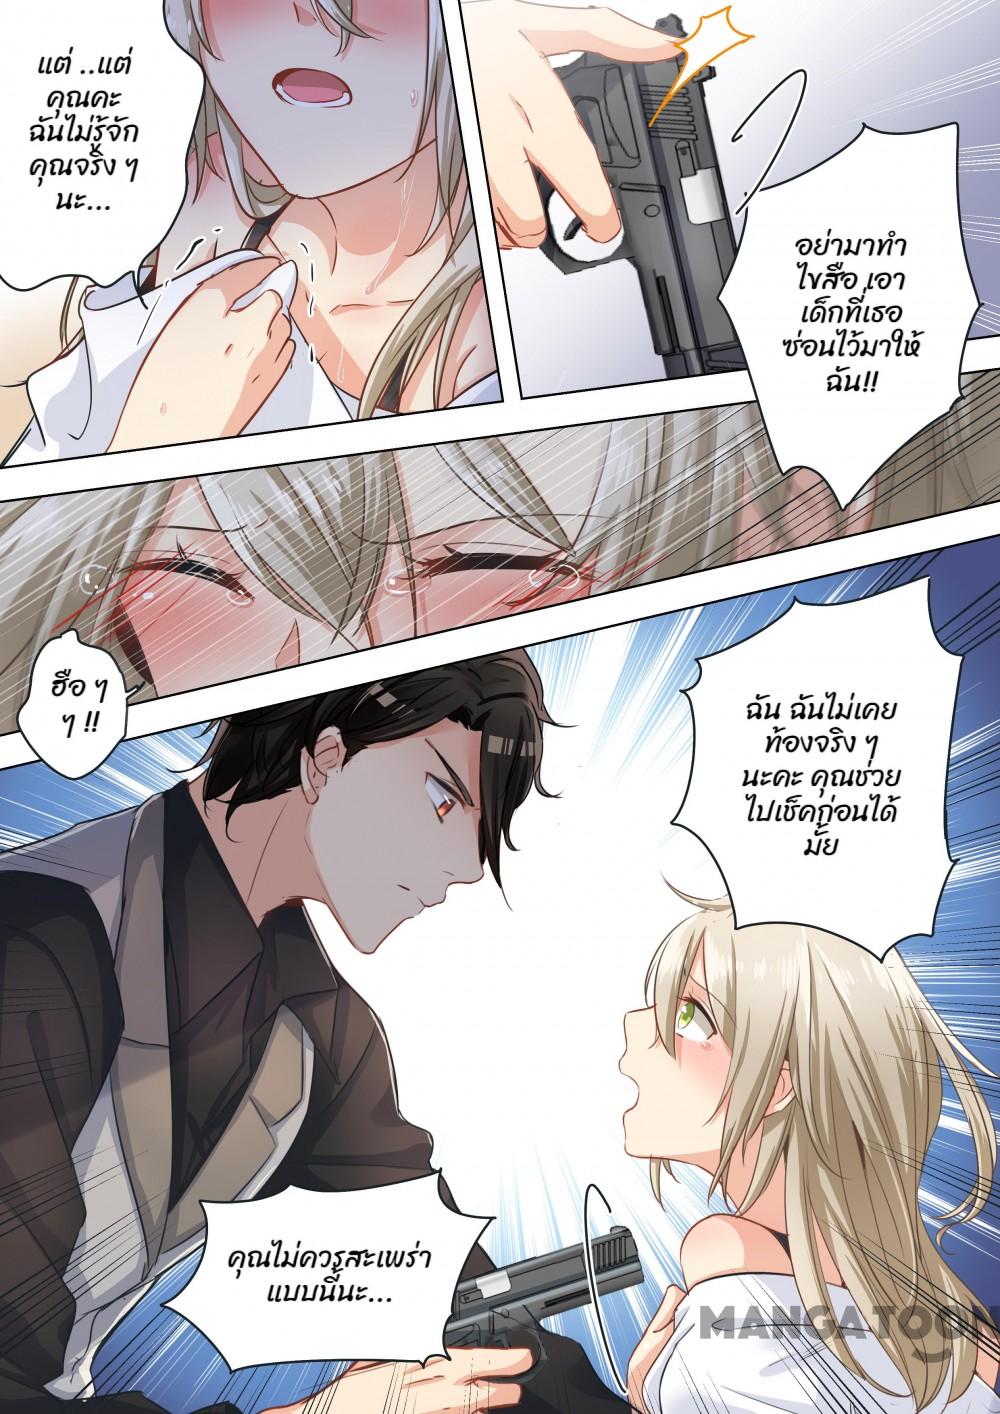 แต่ ..แต่
คุณคะ
ฉันไม่รู้จัก
คุณจริง ๆ
นะ...
อย่ามาทำ
ไขสือ เอา
เด็กที่เธอ
ซ่อนไว้มาให้
ฉัน!!
ฮือ ๆ
ๆ !!
ฉัน ฉันไม่เคย
ท้องจริง ๆ
นะคะ คุณช่วย
ไปเช็คก่อนได้
มั้ย
คุณไม่ควรสะเพร่า
แบบนี้นะ...
MANGATOON